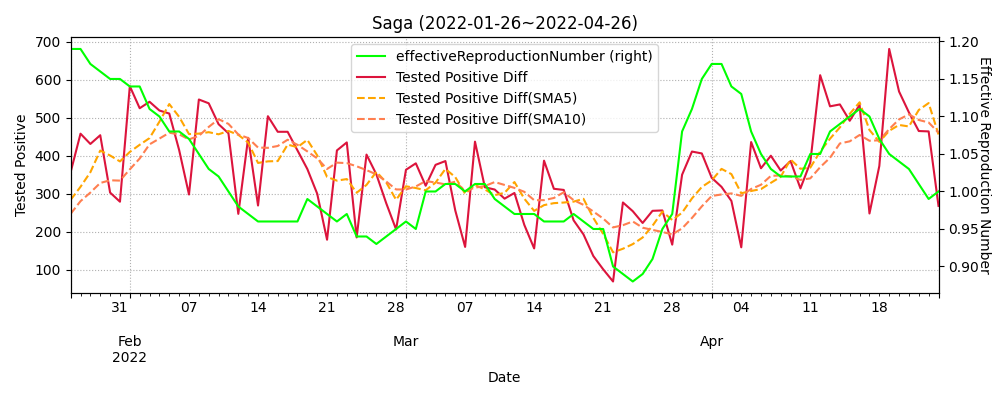 Saga (2022-01-26~2022-04-26)
effectiveReproductionNumber (right)
Tested Positive Diff
Tested Positive Diff(SMA5)
Tested Positive Diff(SMA10)
Tested Positive
700
600
500
400
300
200
100
Effective Reproduction Number
1.20
1.15
1.10
1.05
1.00
0.95
0.90
31 07 14 21 28 07 14 21 28 04 11 18
Feb Mar Apr
2022
Date